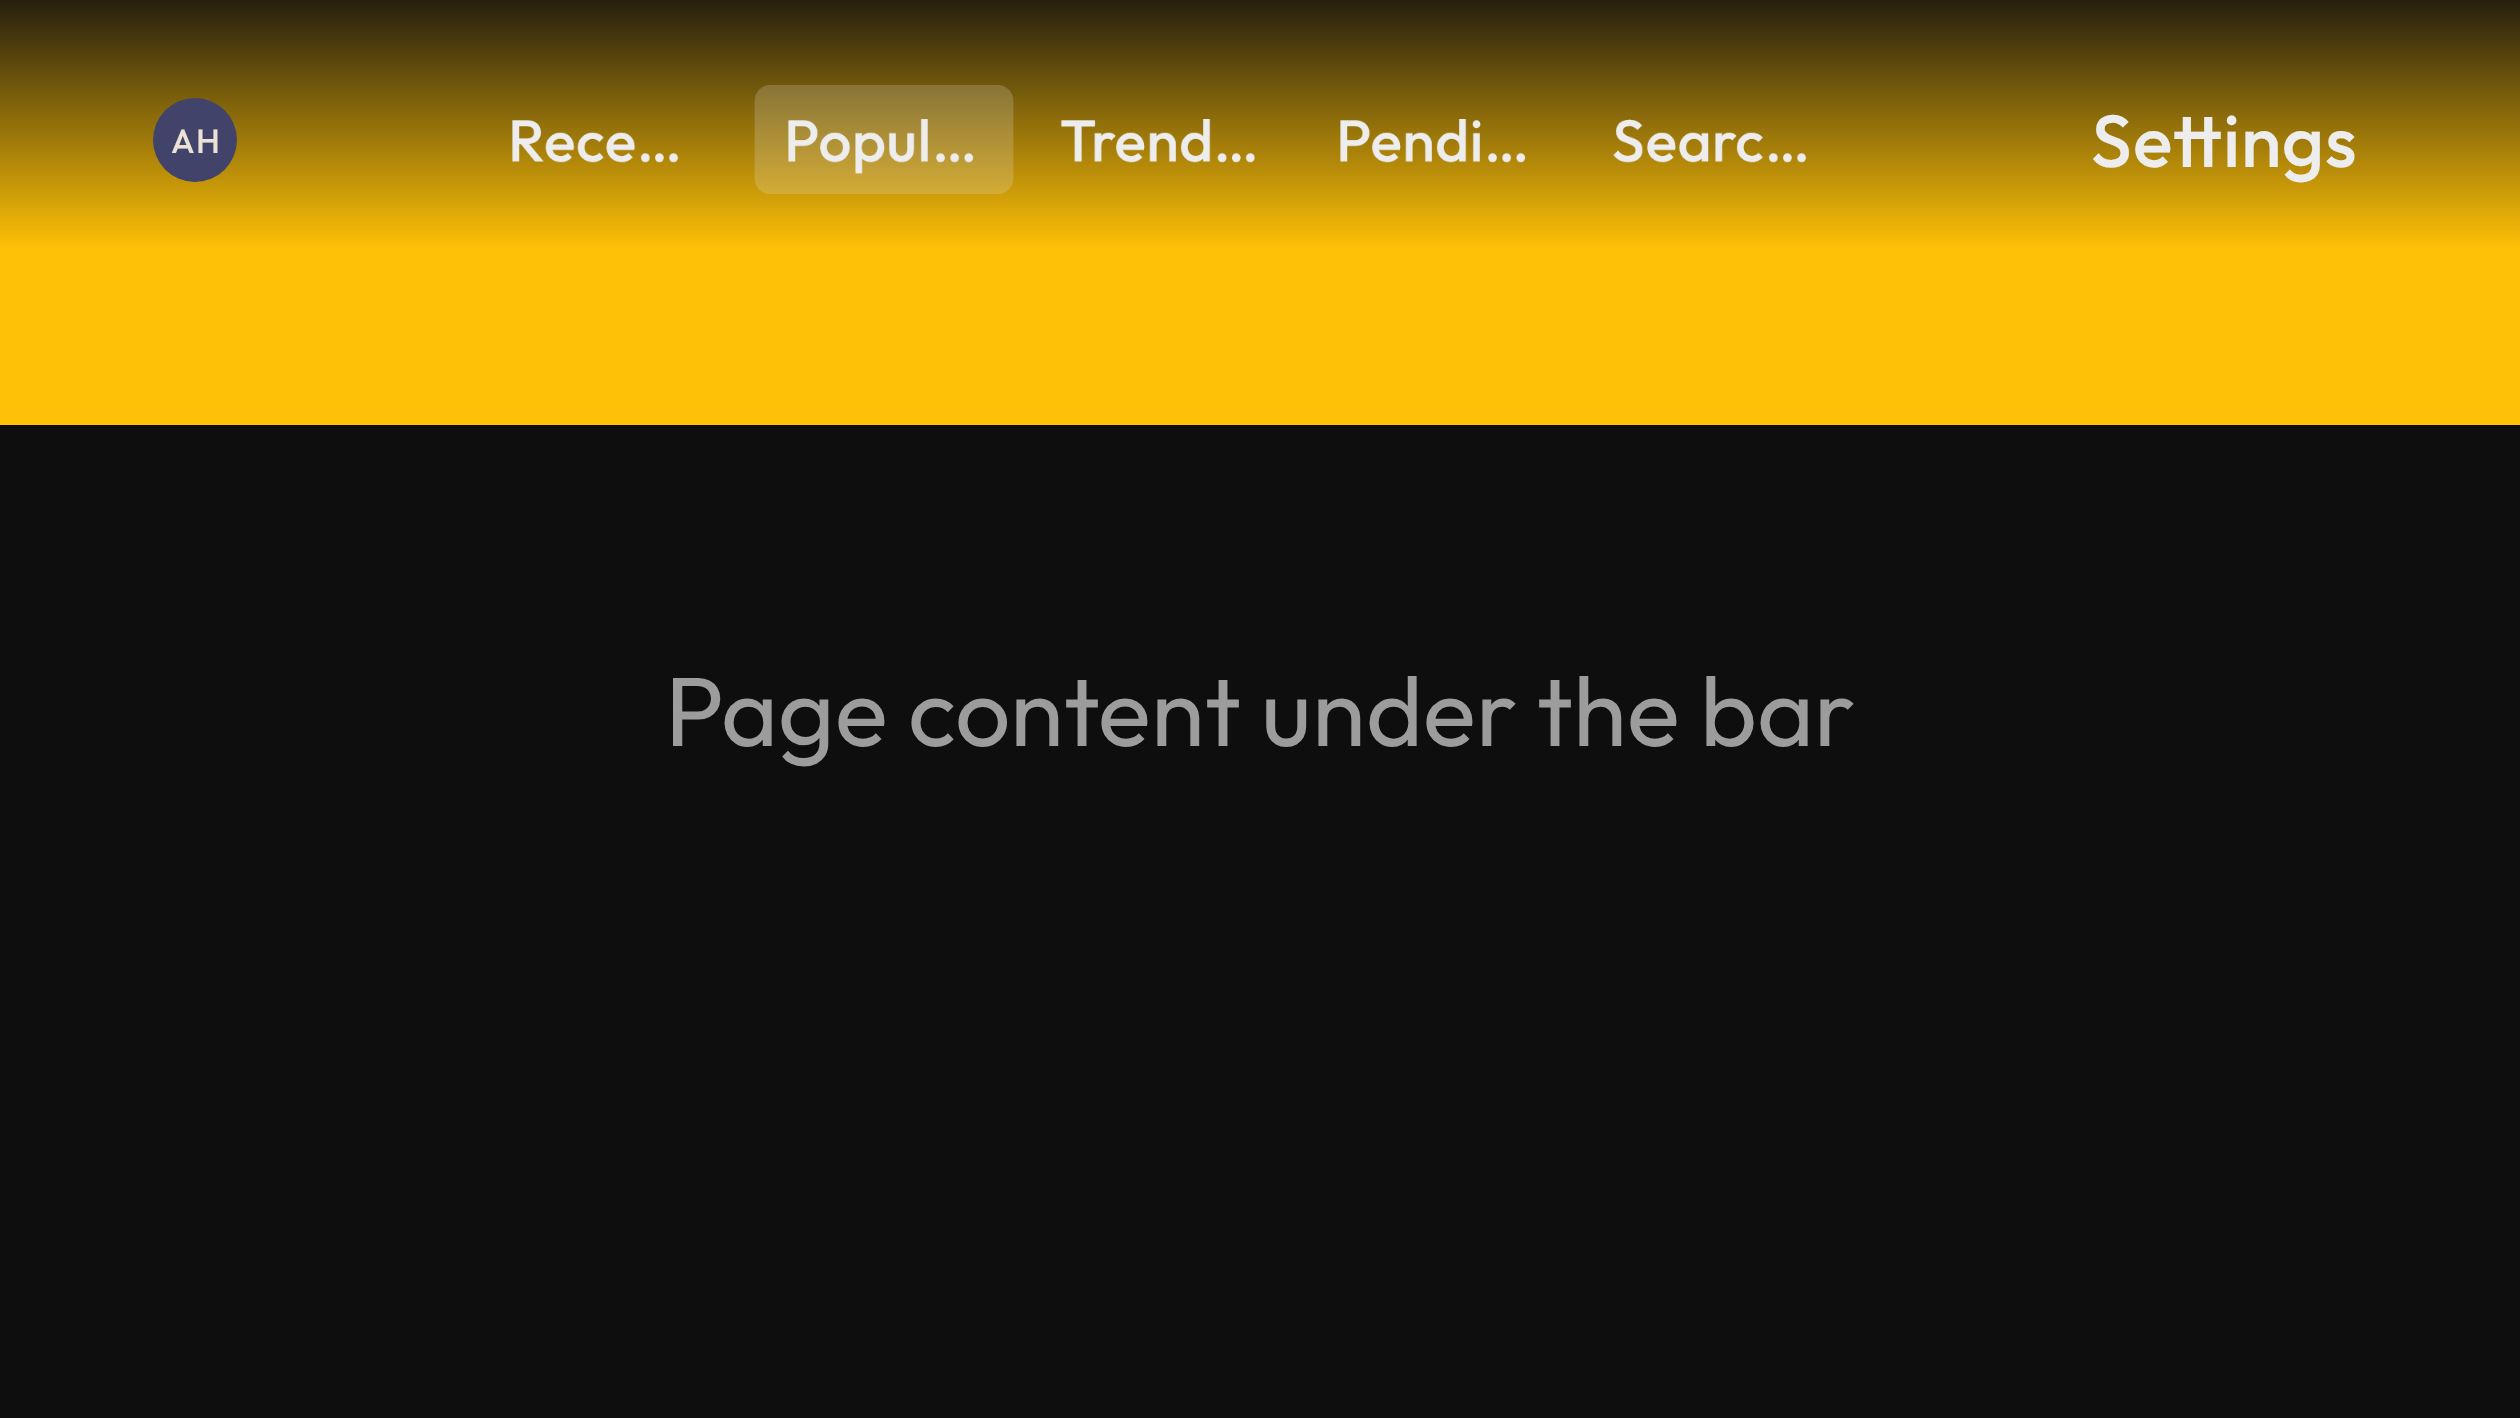 AH Rece... Popul... Trend... Pendi... Searc... Settings
Page content under the bar